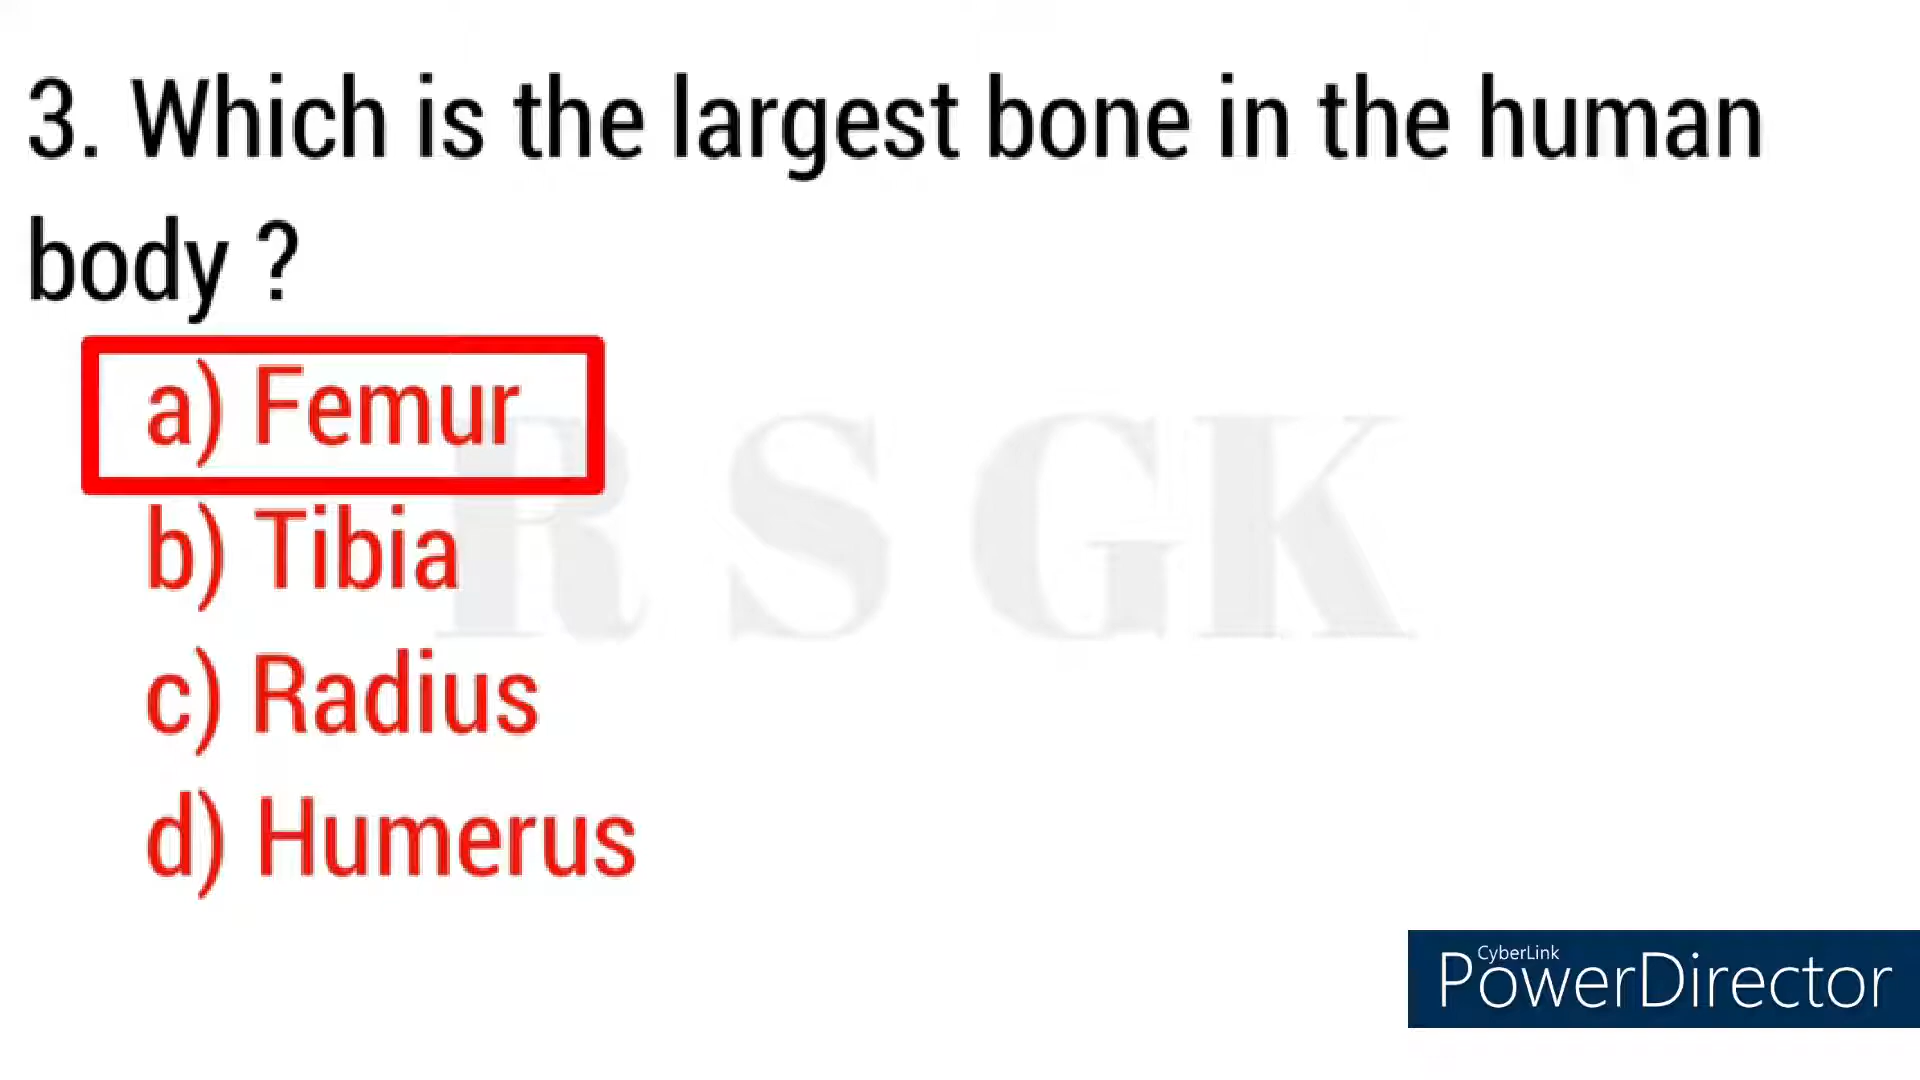 3. Which is the largest bone in the human
body ?
a) Femur
b) Tibia
c) Radius
d) Humerus
R S GK
CyberLink
PowerDirector